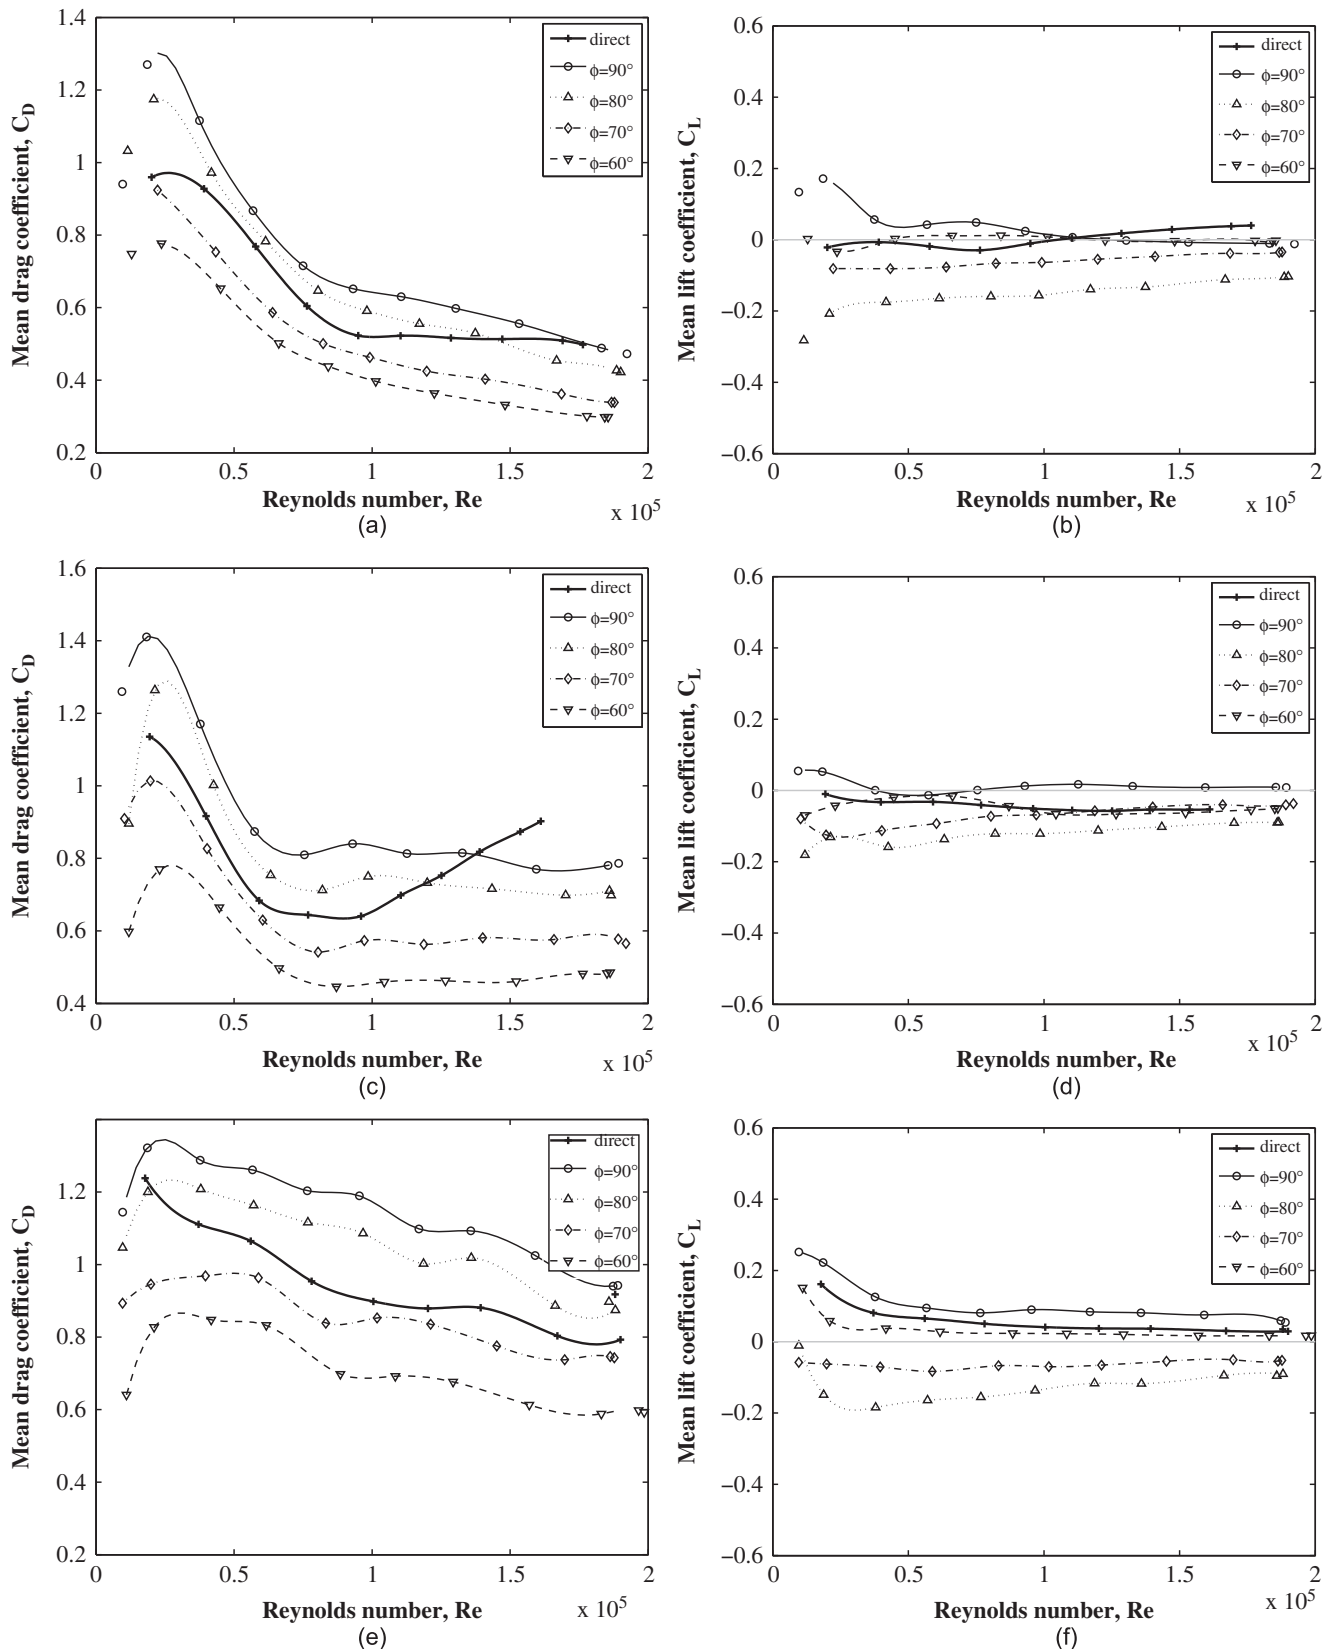 1.4
1.2
1
0.8
0.6
0.4
0.2
Mean drag coefficient, C_D
direct
ϕ=90°
ϕ=80°
ϕ=70°
ϕ=60°
0 0.5 1 1.5 2
Reynolds number, Re
x 10^5
(a)
0.6
0.4
0.2
0
−0.2
−0.4
−0.6
Mean lift coefficient, C_L
direct
ϕ=90°
ϕ=80°
ϕ=70°
ϕ=60°
0 0.5 1 1.5 2
Reynolds number, Re
x 10^5
(b)
1.6
1.4
1.2
1
0.8
0.6
0.4
Mean drag coefficient, C_D
direct
ϕ=90°
ϕ=80°
ϕ=70°
ϕ=60°
0 0.5 1 1.5 2
Reynolds number, Re
x 10^5
(c)
0.6
0.4
0.2
0
−0.2
−0.4
−0.6
Mean lift coefficient, C_L
direct
ϕ=90°
ϕ=80°
ϕ=70°
ϕ=60°
0 0.5 1 1.5 2
Reynolds number, Re
x 10^5
(d)
1.2
1
0.8
0.6
0.4
0.2
Mean drag coefficient, C_D
direct
ϕ=90°
ϕ=80°
ϕ=70°
ϕ=60°
0 0.5 1 1.5 2
Reynolds number, Re
x 10^5
(e)
0.6
0.4
0.2
0
−0.2
−0.4
−0.6
Mean lift coefficient, C_L
direct
ϕ=90°
ϕ=80°
ϕ=70°
ϕ=60°
0 0.5 1 1.5 2
Reynolds number, Re
x 10^5
(f)